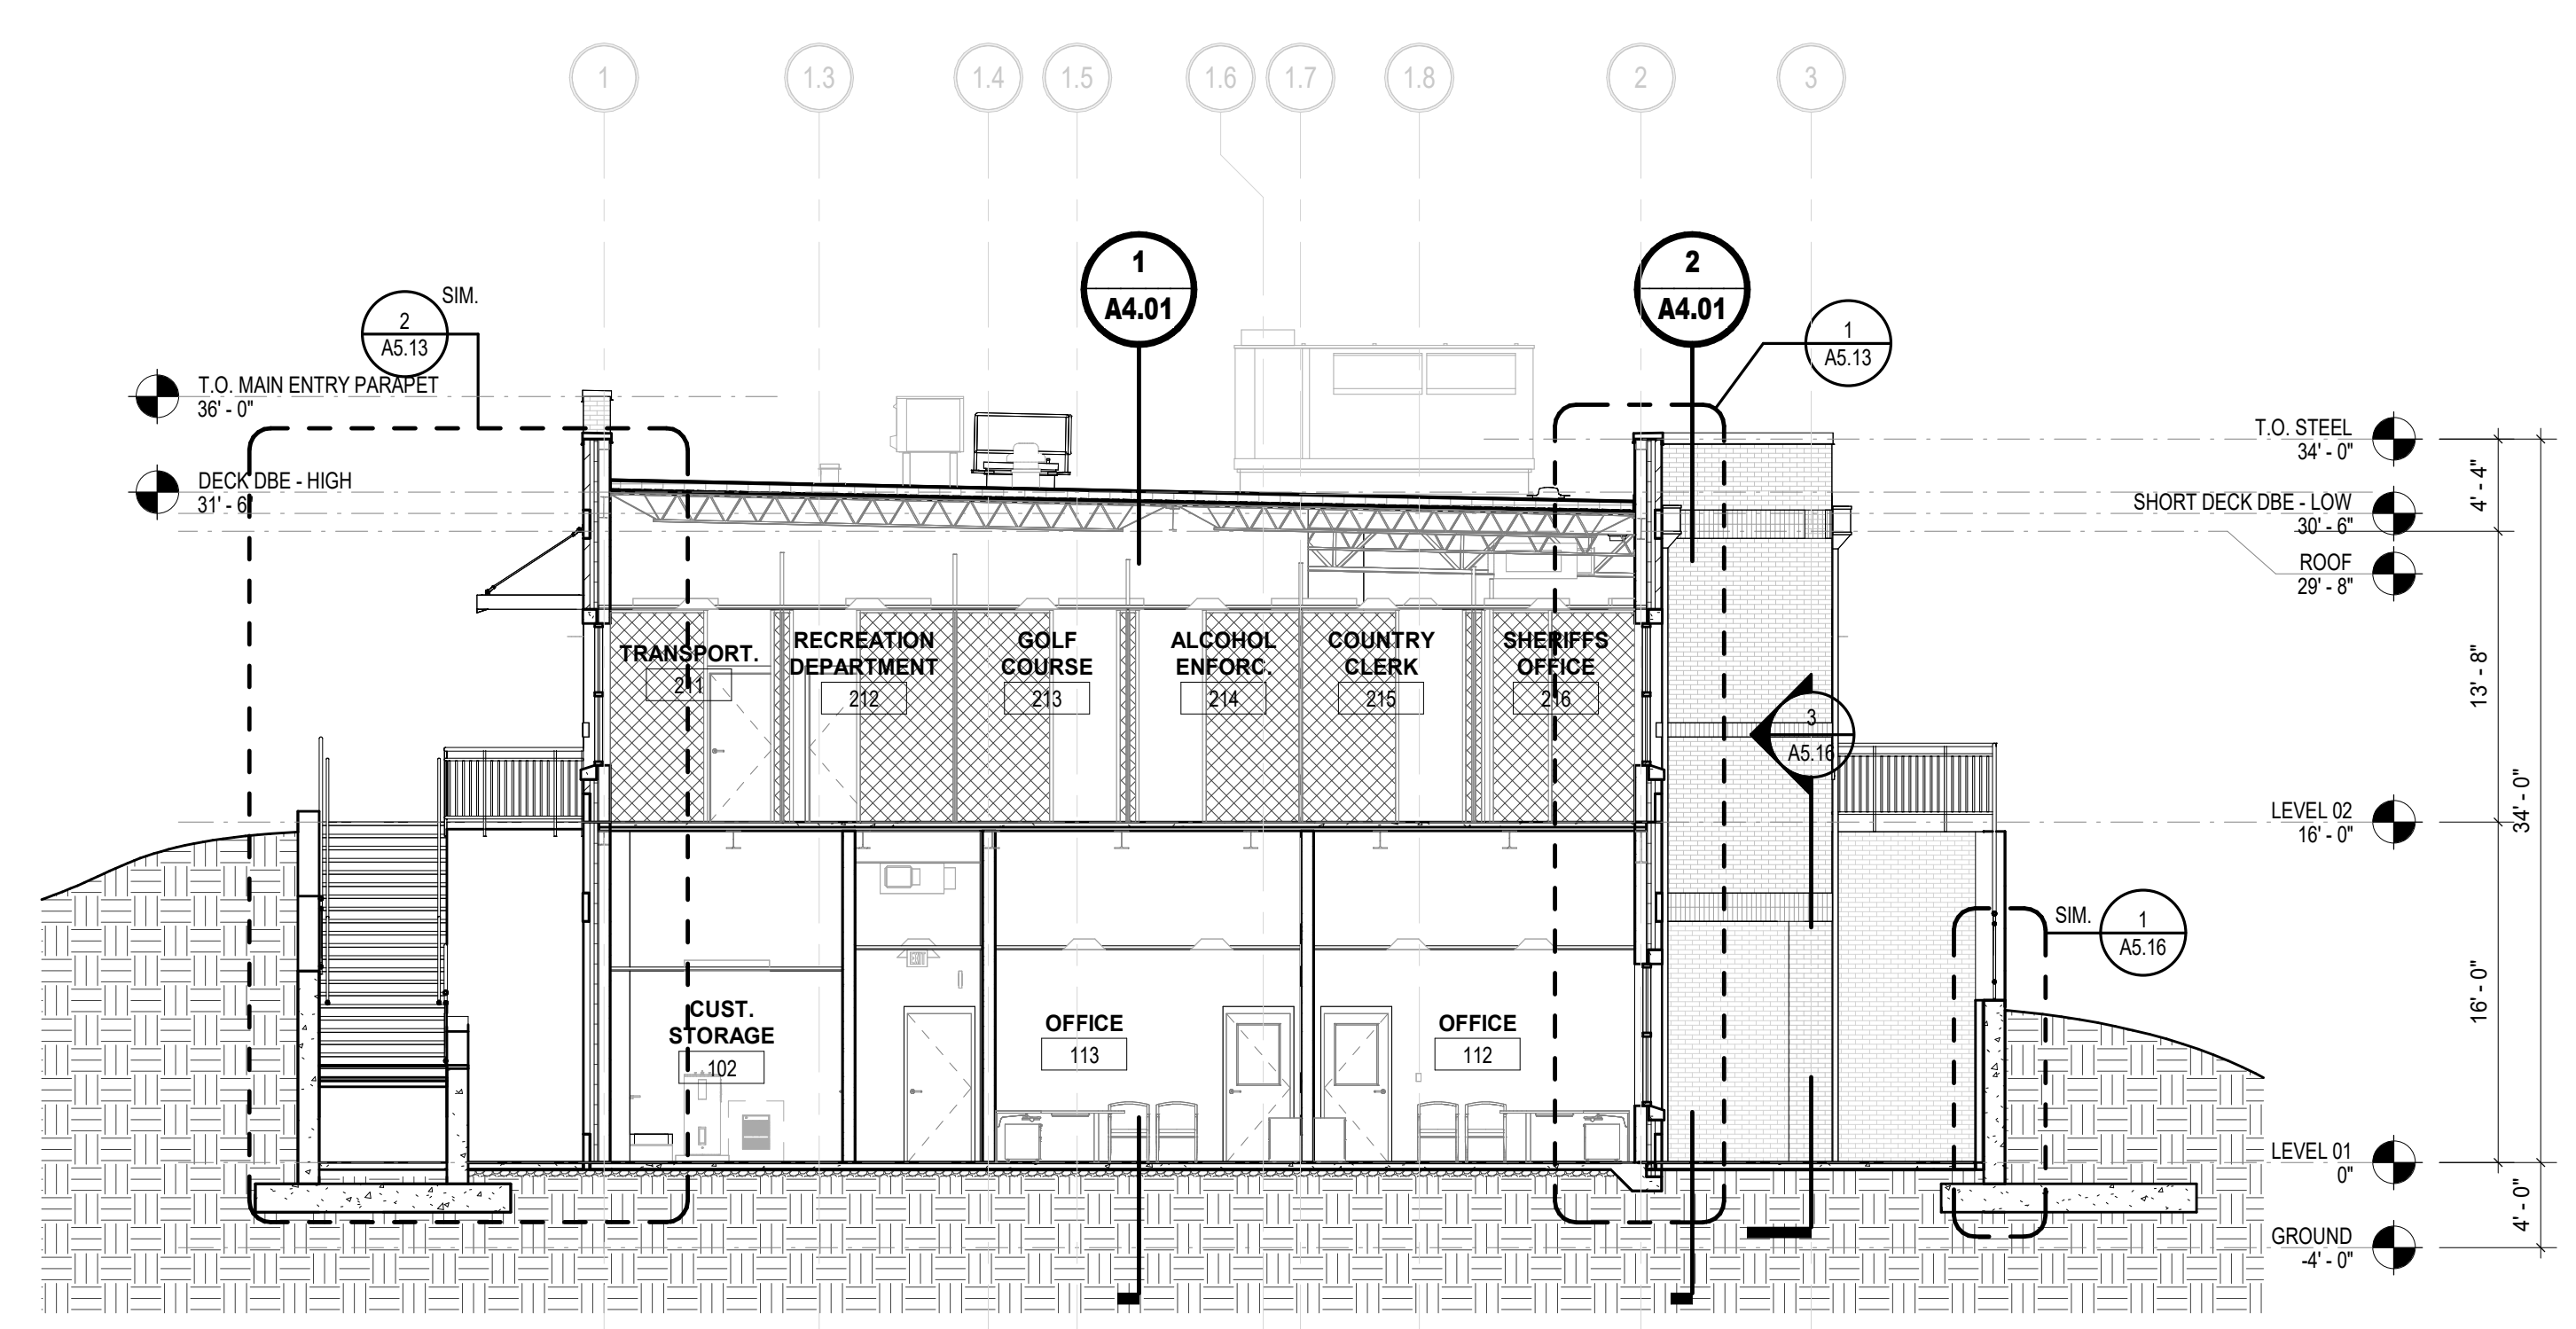 1
1.3
1.4
1.5
1.6
1.7
1.8
2
3
1
A4.01
2
A4.01
SIM.
2
A5.13
1
A5.13
T.O. MAIN ENTRY PARAPET
36' - 0"
DECK DBE - HIGH
31' - 6
T.O. STEEL
34' - 0"
SHORT DECK DBE - LOW
30' - 6"
ROOF
29' - 8"
4' - 4"
13' - 8"
34' - 0"
16' - 0"
4' - 0"
TRANSPORT.
211
RECREATION
DEPARTMENT
212
GOLF
COURSE
213
ALCOHOL
ENFORC.
214
COUNTRY
CLERK
215
SHERIFFS
OFFICE
216
3
A5.16
LEVEL 02
16' - 0"
SIM.
1
A5.16
EXIT
CUST.
STORAGE
102
OFFICE
113
OFFICE
112
LEVEL 01
0"
GROUND
-4' - 0"